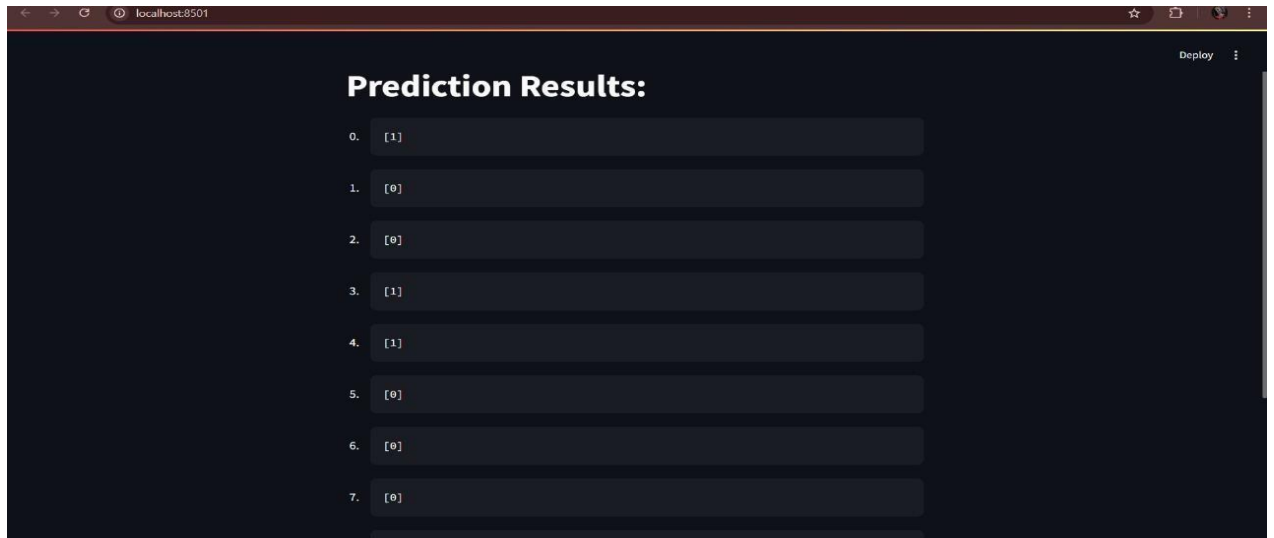 localhost:8501
Deploy
Prediction Results:
0. [1]
1. [0]
2. [0]
3. [1]
4. [1]
5. [0]
6. [0]
7. [0]